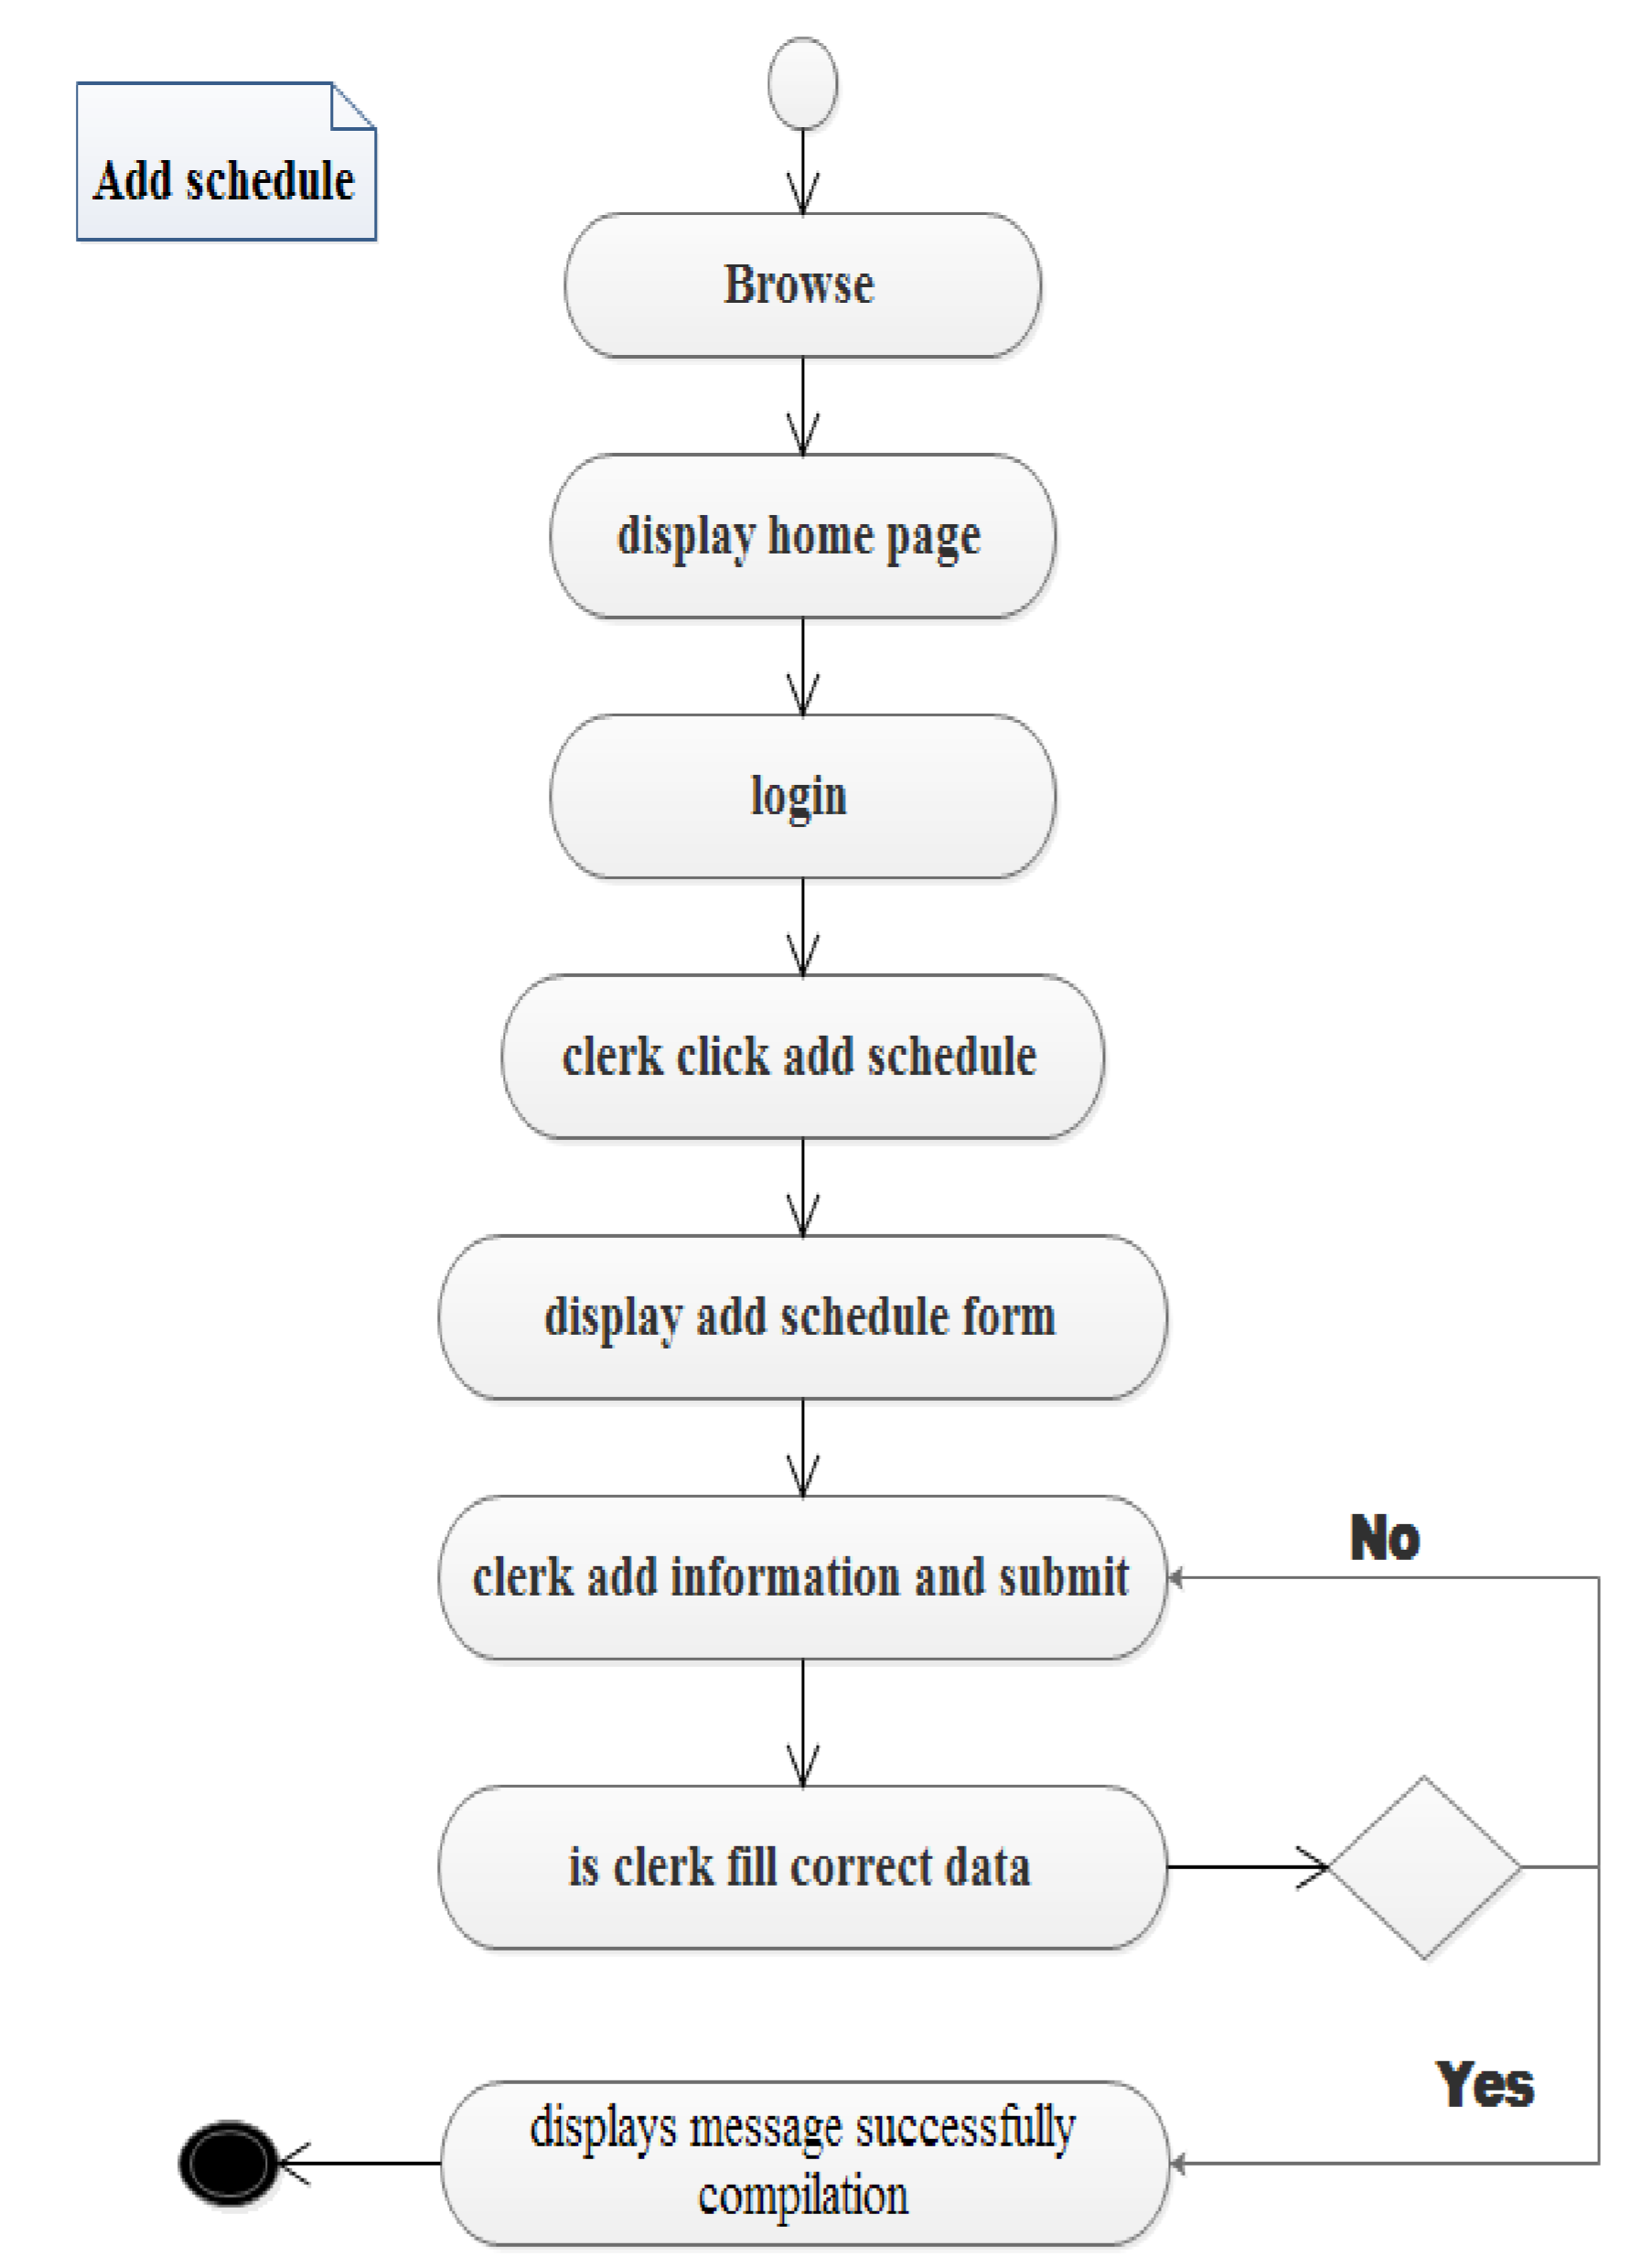 Add schedule
Browse
display home page
login
clerk click add schedule
display add schedule form
clerk add information and submit
No
is clerk fill correct data
Yes
displays message successfully
compilation